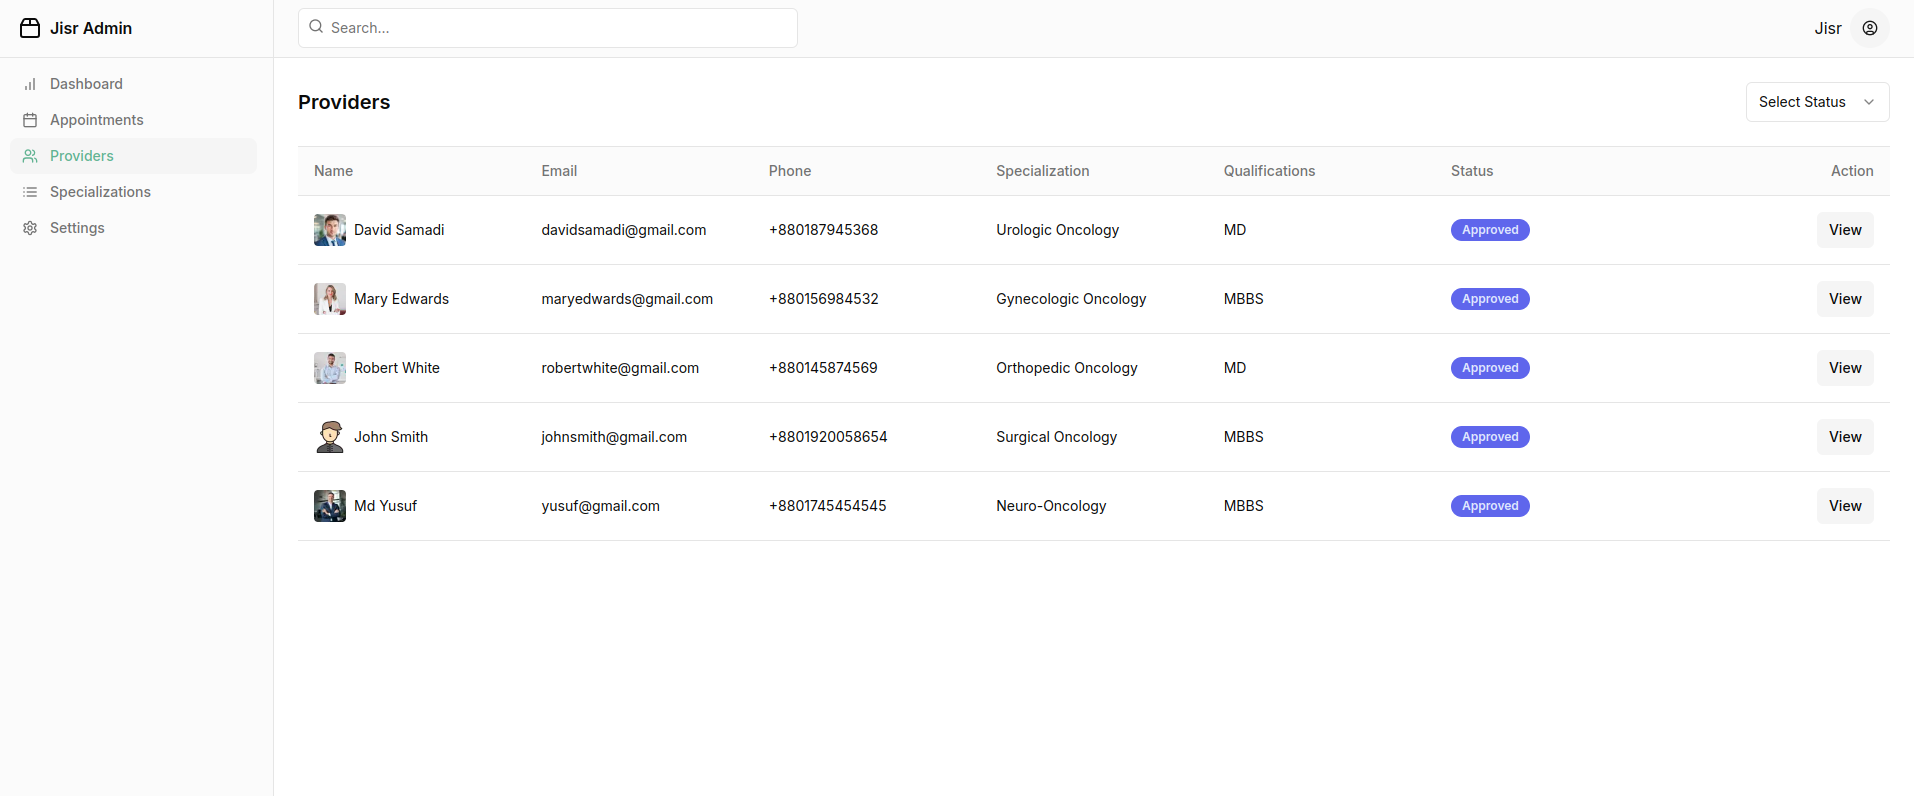 Jisr Admin
Search...
Jisr
Dashboard
Appointments
Providers
Specializations
Settings
Providers
Select Status
Name Email Phone Specialization Qualifications Status Action
David Samadi davidsamadi@gmail.com +880187945368 Urologic Oncology MD Approved View
Mary Edwards maryedwards@gmail.com +880156984532 Gynecologic Oncology MBBS Approved View
Robert White robertwhite@gmail.com +880145874569 Orthopedic Oncology MD Approved View
John Smith johnsmith@gmail.com +8801920058654 Surgical Oncology MBBS Approved View
Md Yusuf yusuf@gmail.com +8801745454545 Neuro-Oncology MBBS Approved View